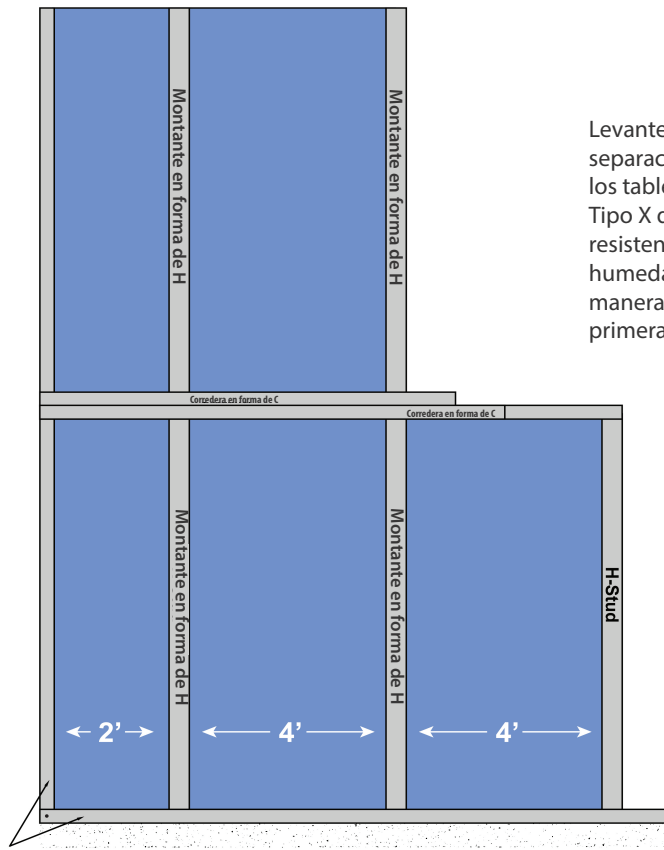 Montante en forma de H
Montante en forma de H
Levante
separac
los table
Tipo X d
resisten
humeda
manera
primera
Corredera en forma de C
Corredera en forma de C
Montante en forma de H
Montante en forma de H
H-Stud
2’
4’
4’